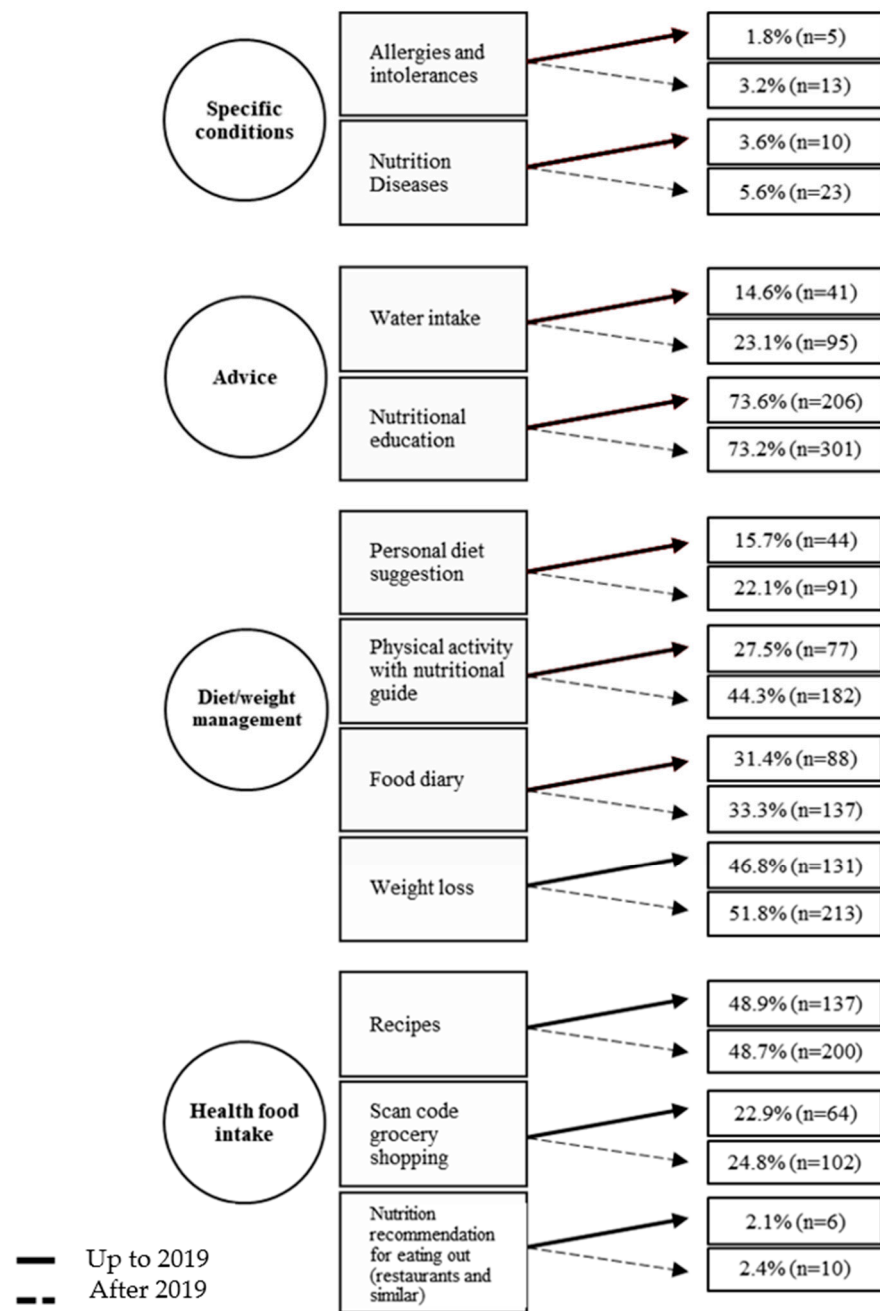 Specific
conditions
Allergies and
intolerances
1.8% (n=5)
3.2% (n=13)
Nutrition
Diseases
3.6% (n=10)
5.6% (n=23)
Advice
Water intake
14.6% (n=41)
23.1% (n=95)
Nutritional
education
73.6% (n=206)
73.2% (n=301)
Diet/weight
management
Personal diet
suggestion
15.7% (n=44)
22.1% (n=91)
Physical activity
with nutritional
guide
27.5% (n=77)
44.3% (n=182)
Food diary
31.4% (n=88)
33.3% (n=137)
Weight loss
46.8% (n=131)
51.8% (n=213)
Health food
intake
Recipes
48.9% (n=137)
48.7% (n=200)
Scan code
grocery
shopping
22.9% (n=64)
24.8% (n=102)
Nutrition
recommendation
for eating out
(restaurants and
similar)
2.1% (n=6)
2.4% (n=10)
Up to 2019
After 2019